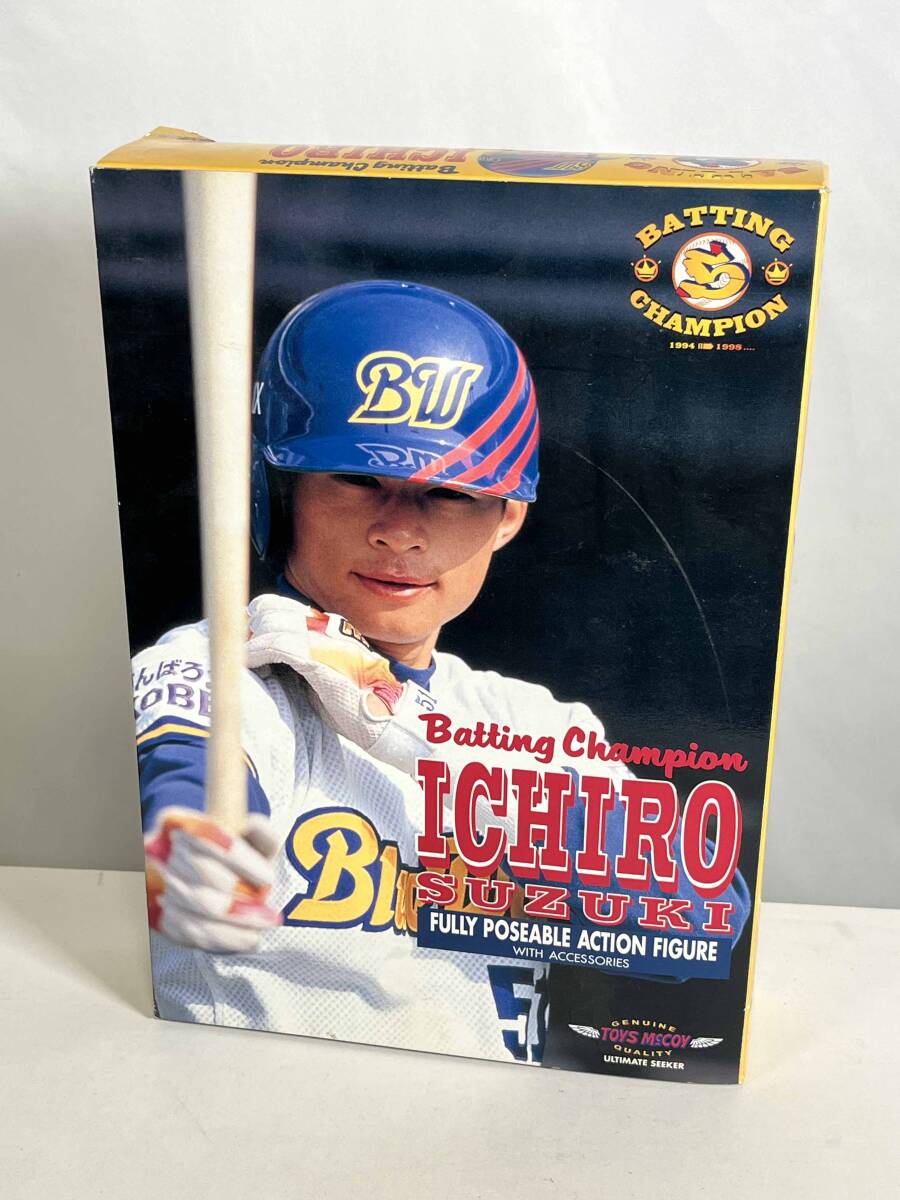 Batting Champion
ICHIRO
BATTING
CHAMPION
1994 1998....
BW
んばろう
KOBE
51
Batting Champion
ICHIRO
SUZUKI
FULLY POSEABLE ACTION FIGURE
WITH ACCESSORIES
GENUINE
TOYS McCOY
QUALITY
ULTIMATE SEEKER